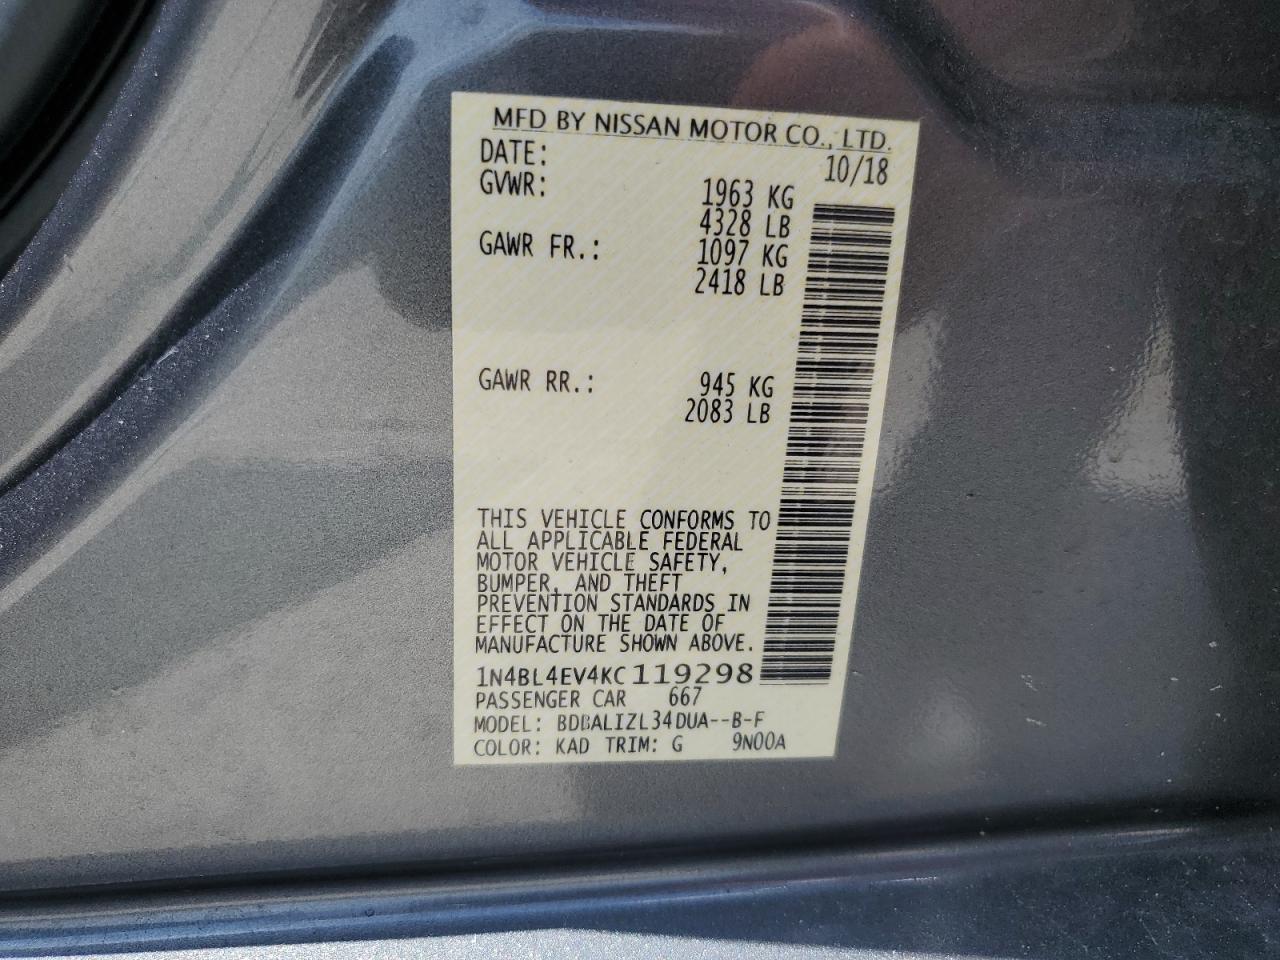 MFD BY NISSAN MOTOR CO., LTD.
DATE: 10/18
GVWR: 1963 KG
4328 LB
GAWR FR.: 1097 KG
2418 LB
GAWR RR.: 945 KG
2083 LB
THIS VEHICLE CONFORMS TO
ALL APPLICABLE FEDERAL
MOTOR VEHICLE SAFETY,
BUMPER, AND THEFT
PREVENTION STANDARDS IN
EFFECT ON THE DATE OF
MANUFACTURE SHOWN ABOVE.
1N4BL4EV4KC119298
PASSENGER CAR 667
MODEL: BDBALIZL34DUA--B-F
COLOR: KAD TRIM: G 9N00A